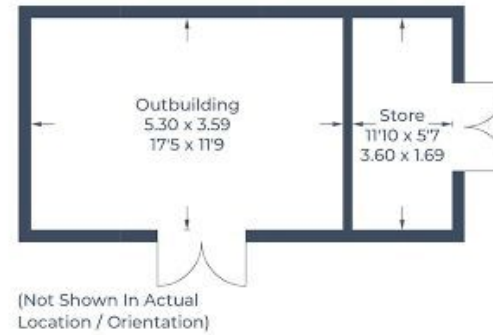 Outbuilding
5.30 x 3.59
17'5 x 11'9
Store
11'10 x 5'7
3.60 x 1.69
(Not Shown In Actual
Location / Orientation)